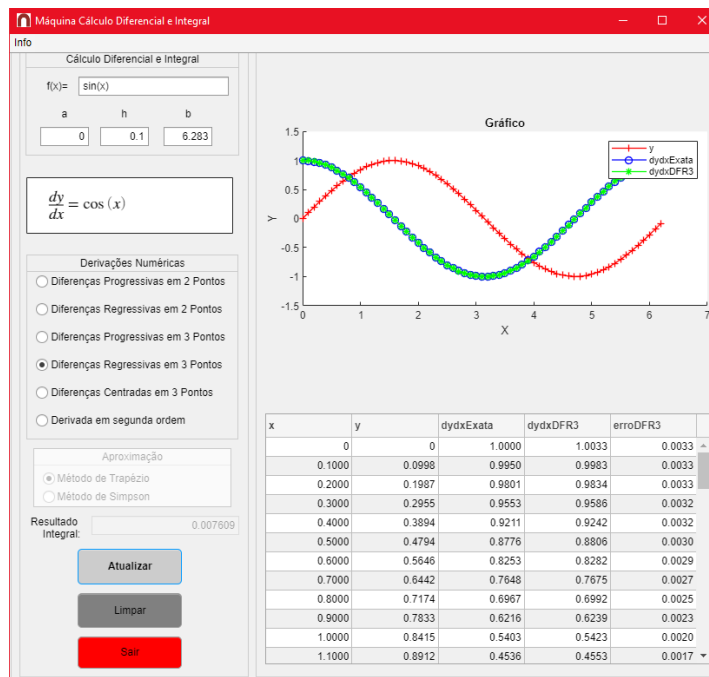 Máquina Cálculo Diferencial e Integral
Info
Cálculo Diferencial e Integral
f(x)= sin(x)
a h b
0 0.1 6.283
dy/dx = cos (x)
Derivações Numéricas
Diferenças Progressivas em 2 Pontos
Diferenças Regressivas em 2 Pontos
Diferenças Progressivas em 3 Pontos
Diferenças Regressivas em 3 Pontos
Diferenças Centradas em 3 Pontos
Derivada em segunda ordem
Aproximação
Método de Trapézio
Método de Simpson
Resultado
Integral:
0.007609
Atualizar
Limpar
Sair
Gráfico
1.5
1
0.5
0
-0.5
-1
-1.5
Y
0 1 2 3 4 5 6 7
X
y
dydxExata
dydxDFR3
x y dydxExata dydxDFR3 erroDFR3
0 0 1.0000 1.0033 0.0033
0.1000 0.0998 0.9950 0.9983 0.0033
0.2000 0.1987 0.9801 0.9834 0.0033
0.3000 0.2955 0.9553 0.9586 0.0032
0.4000 0.3894 0.9211 0.9242 0.0032
0.5000 0.4794 0.8776 0.8806 0.0030
0.6000 0.5646 0.8253 0.8282 0.0029
0.7000 0.6442 0.7648 0.7675 0.0027
0.8000 0.7174 0.6967 0.6992 0.0025
0.9000 0.7833 0.6216 0.6239 0.0023
1.0000 0.8415 0.5403 0.5423 0.0020
1.1000 0.8912 0.4536 0.4553 0.0017